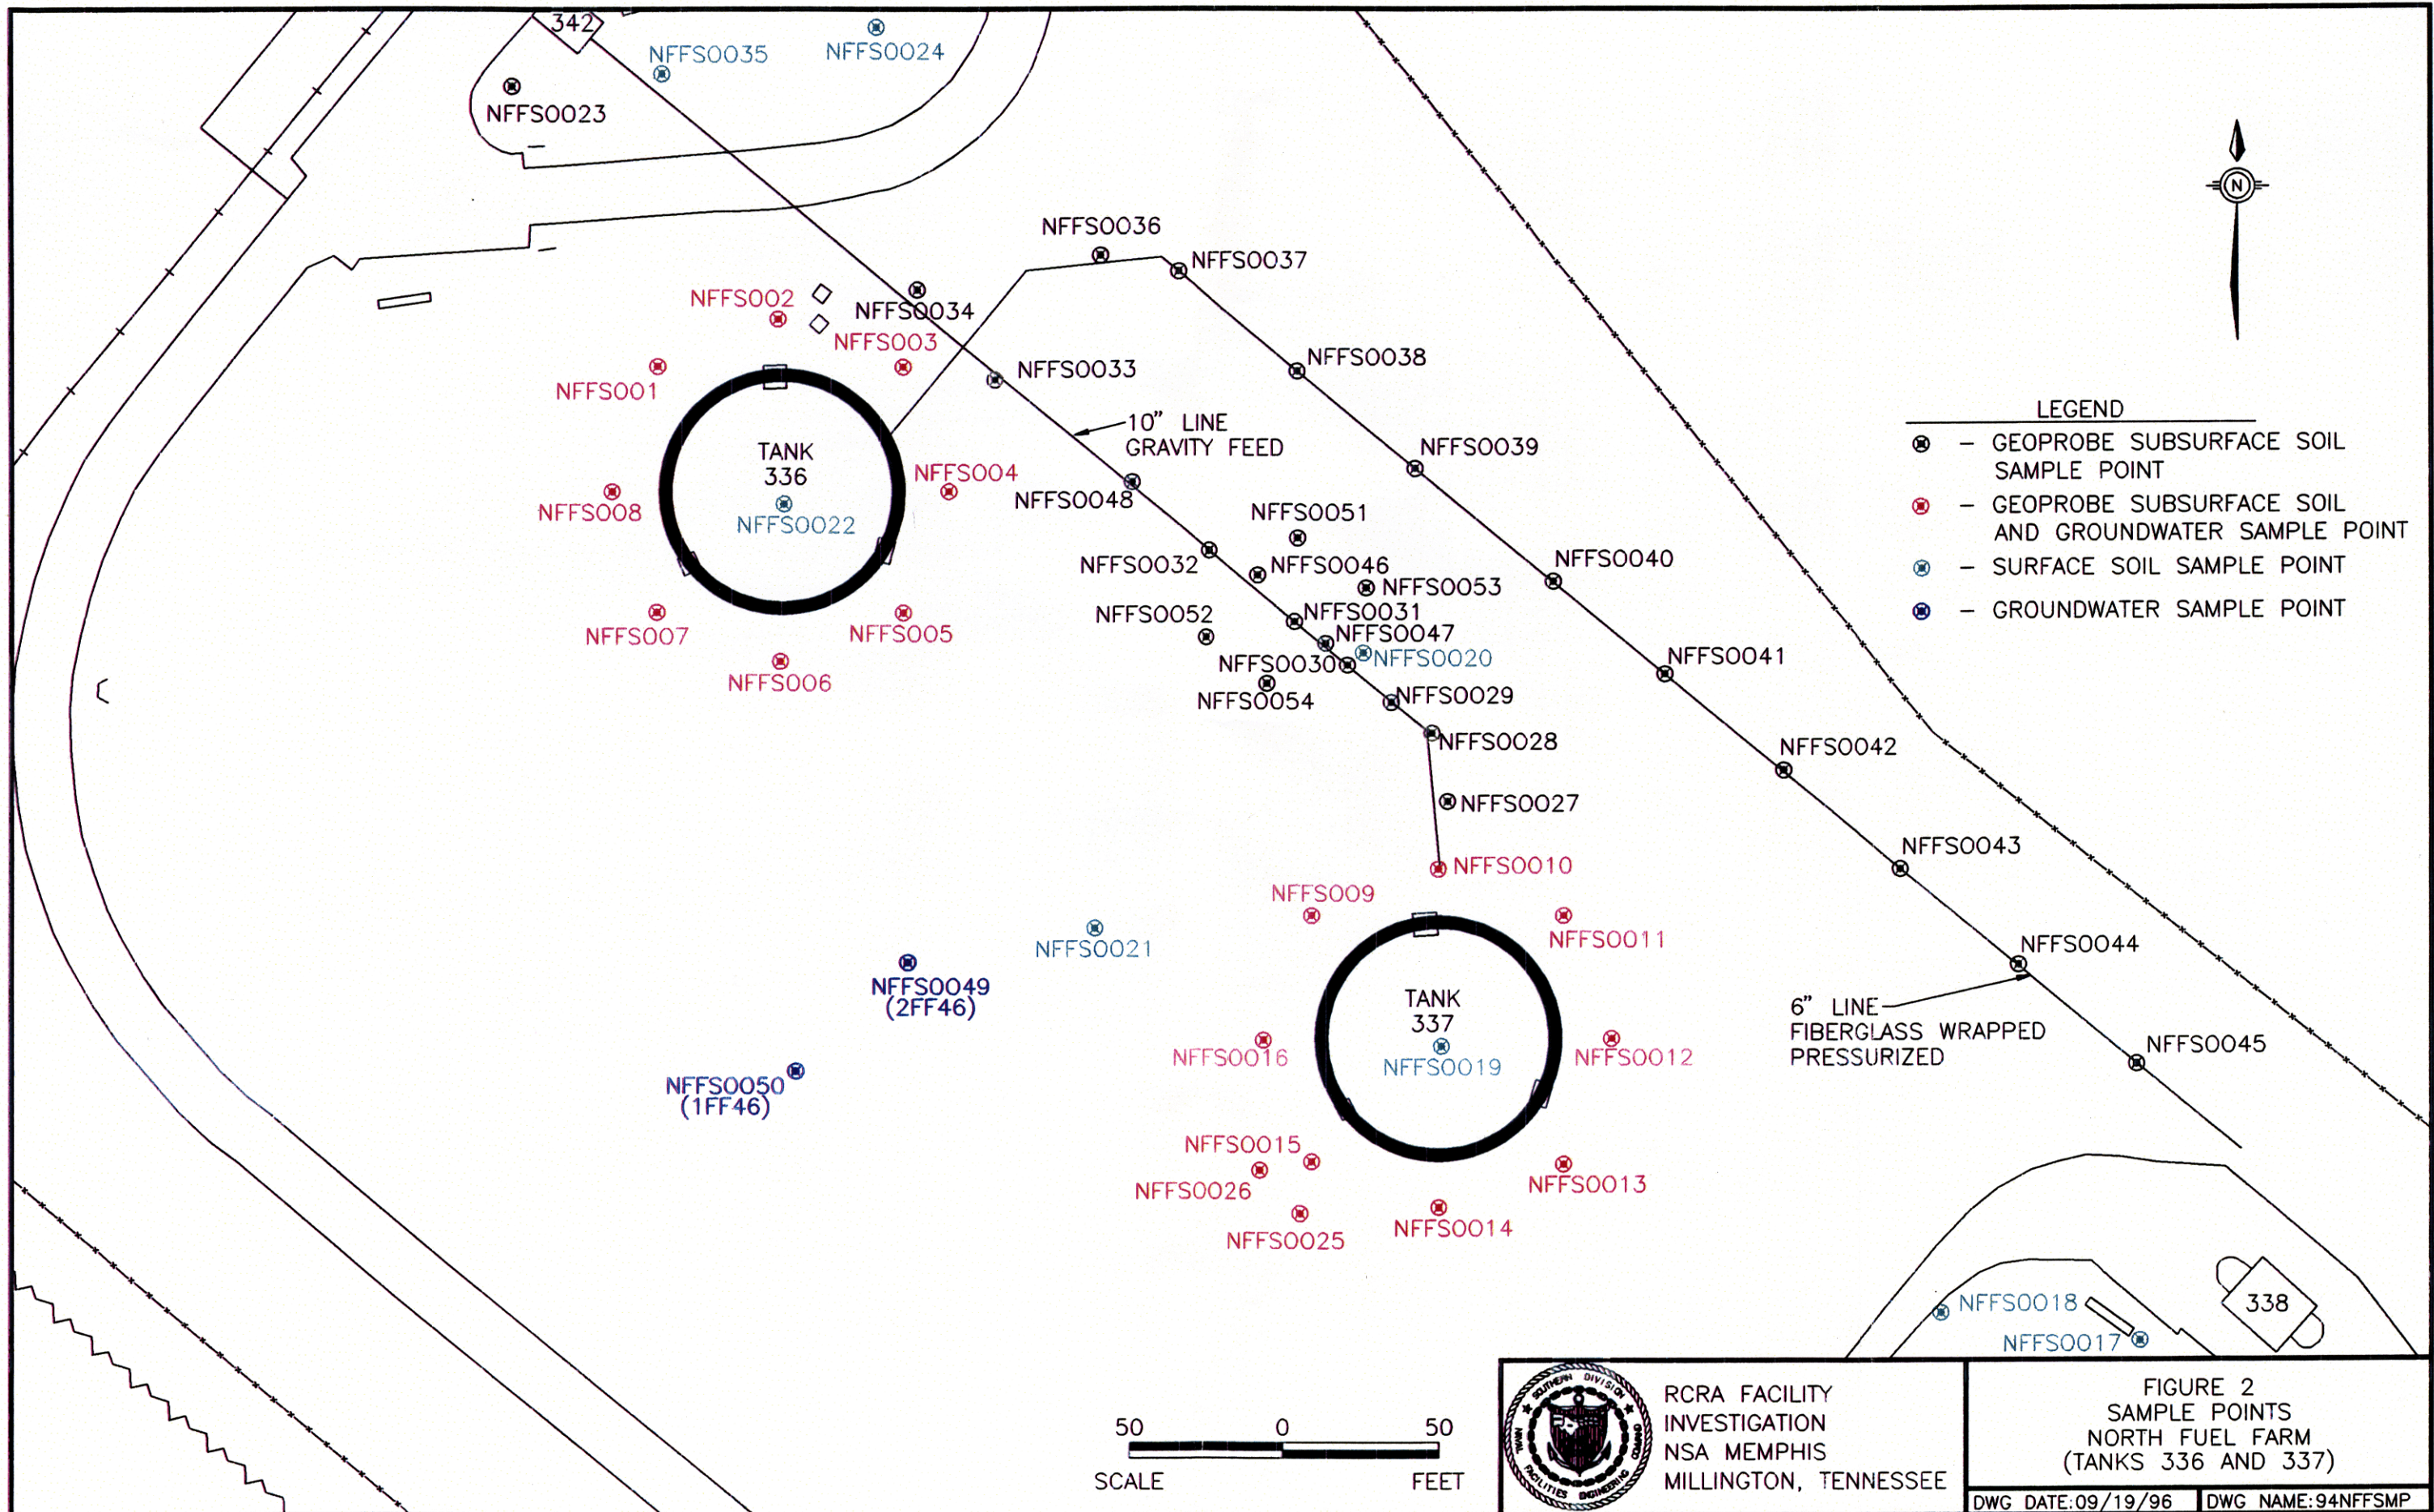 342
NFFS0035
NFFS0024
NFFS0023
NFFS0036
NFFS0037
NFFS002
NFFS0034
NFFS003
NFFS001
NFFS0033
NFFS0038
N
10" LINE
GRAVITY FEED
TANK
336
NFFS0022
NFFS004
NFFS008
NFFS0048
NFFS0039
NFFS0051
NFFS0032
NFFS0046
NFFS0053
NFFS0040
NFFS0052
NFFS0031
NFFS0047
NFFS0030
NFFS0020
NFFS007
NFFS005
NFFS006
NFFS0054
NFFS0029
NFFS0041
NFFS0028
NFFS0042
NFFS0027
NFFS0043
NFFS0010
NFFS009
NFFS0011
NFFS0021
NFFS0044
NFFS0049
(2FF46)
TANK
337
NFFS0019
NFFS0016
NFFS0012
6" LINE
FIBERGLASS WRAPPED
PRESSURIZED
NFFS0045
NFFS0050
(1FF46)
NFFS0015
NFFS0026
NFFS0013
NFFS0014
NFFS0025
NFFS0018
NFFS0017
338
LEGEND
– GEOPROBE SUBSURFACE SOIL
SAMPLE POINT
– GEOPROBE SUBSURFACE SOIL
AND GROUNDWATER SAMPLE POINT
– SURFACE SOIL SAMPLE POINT
– GROUNDWATER SAMPLE POINT
50 0 50
SCALE FEET
SOUTHERN DIVISION
NAVAL FACILITIES ENGINEERING COMMAND
RCRA FACILITY
INVESTIGATION
NSA MEMPHIS
MILLINGTON, TENNESSEE
FIGURE 2
SAMPLE POINTS
NORTH FUEL FARM
(TANKS 336 AND 337)
DWG DATE:09/19/96
DWG NAME:94NFFSMP